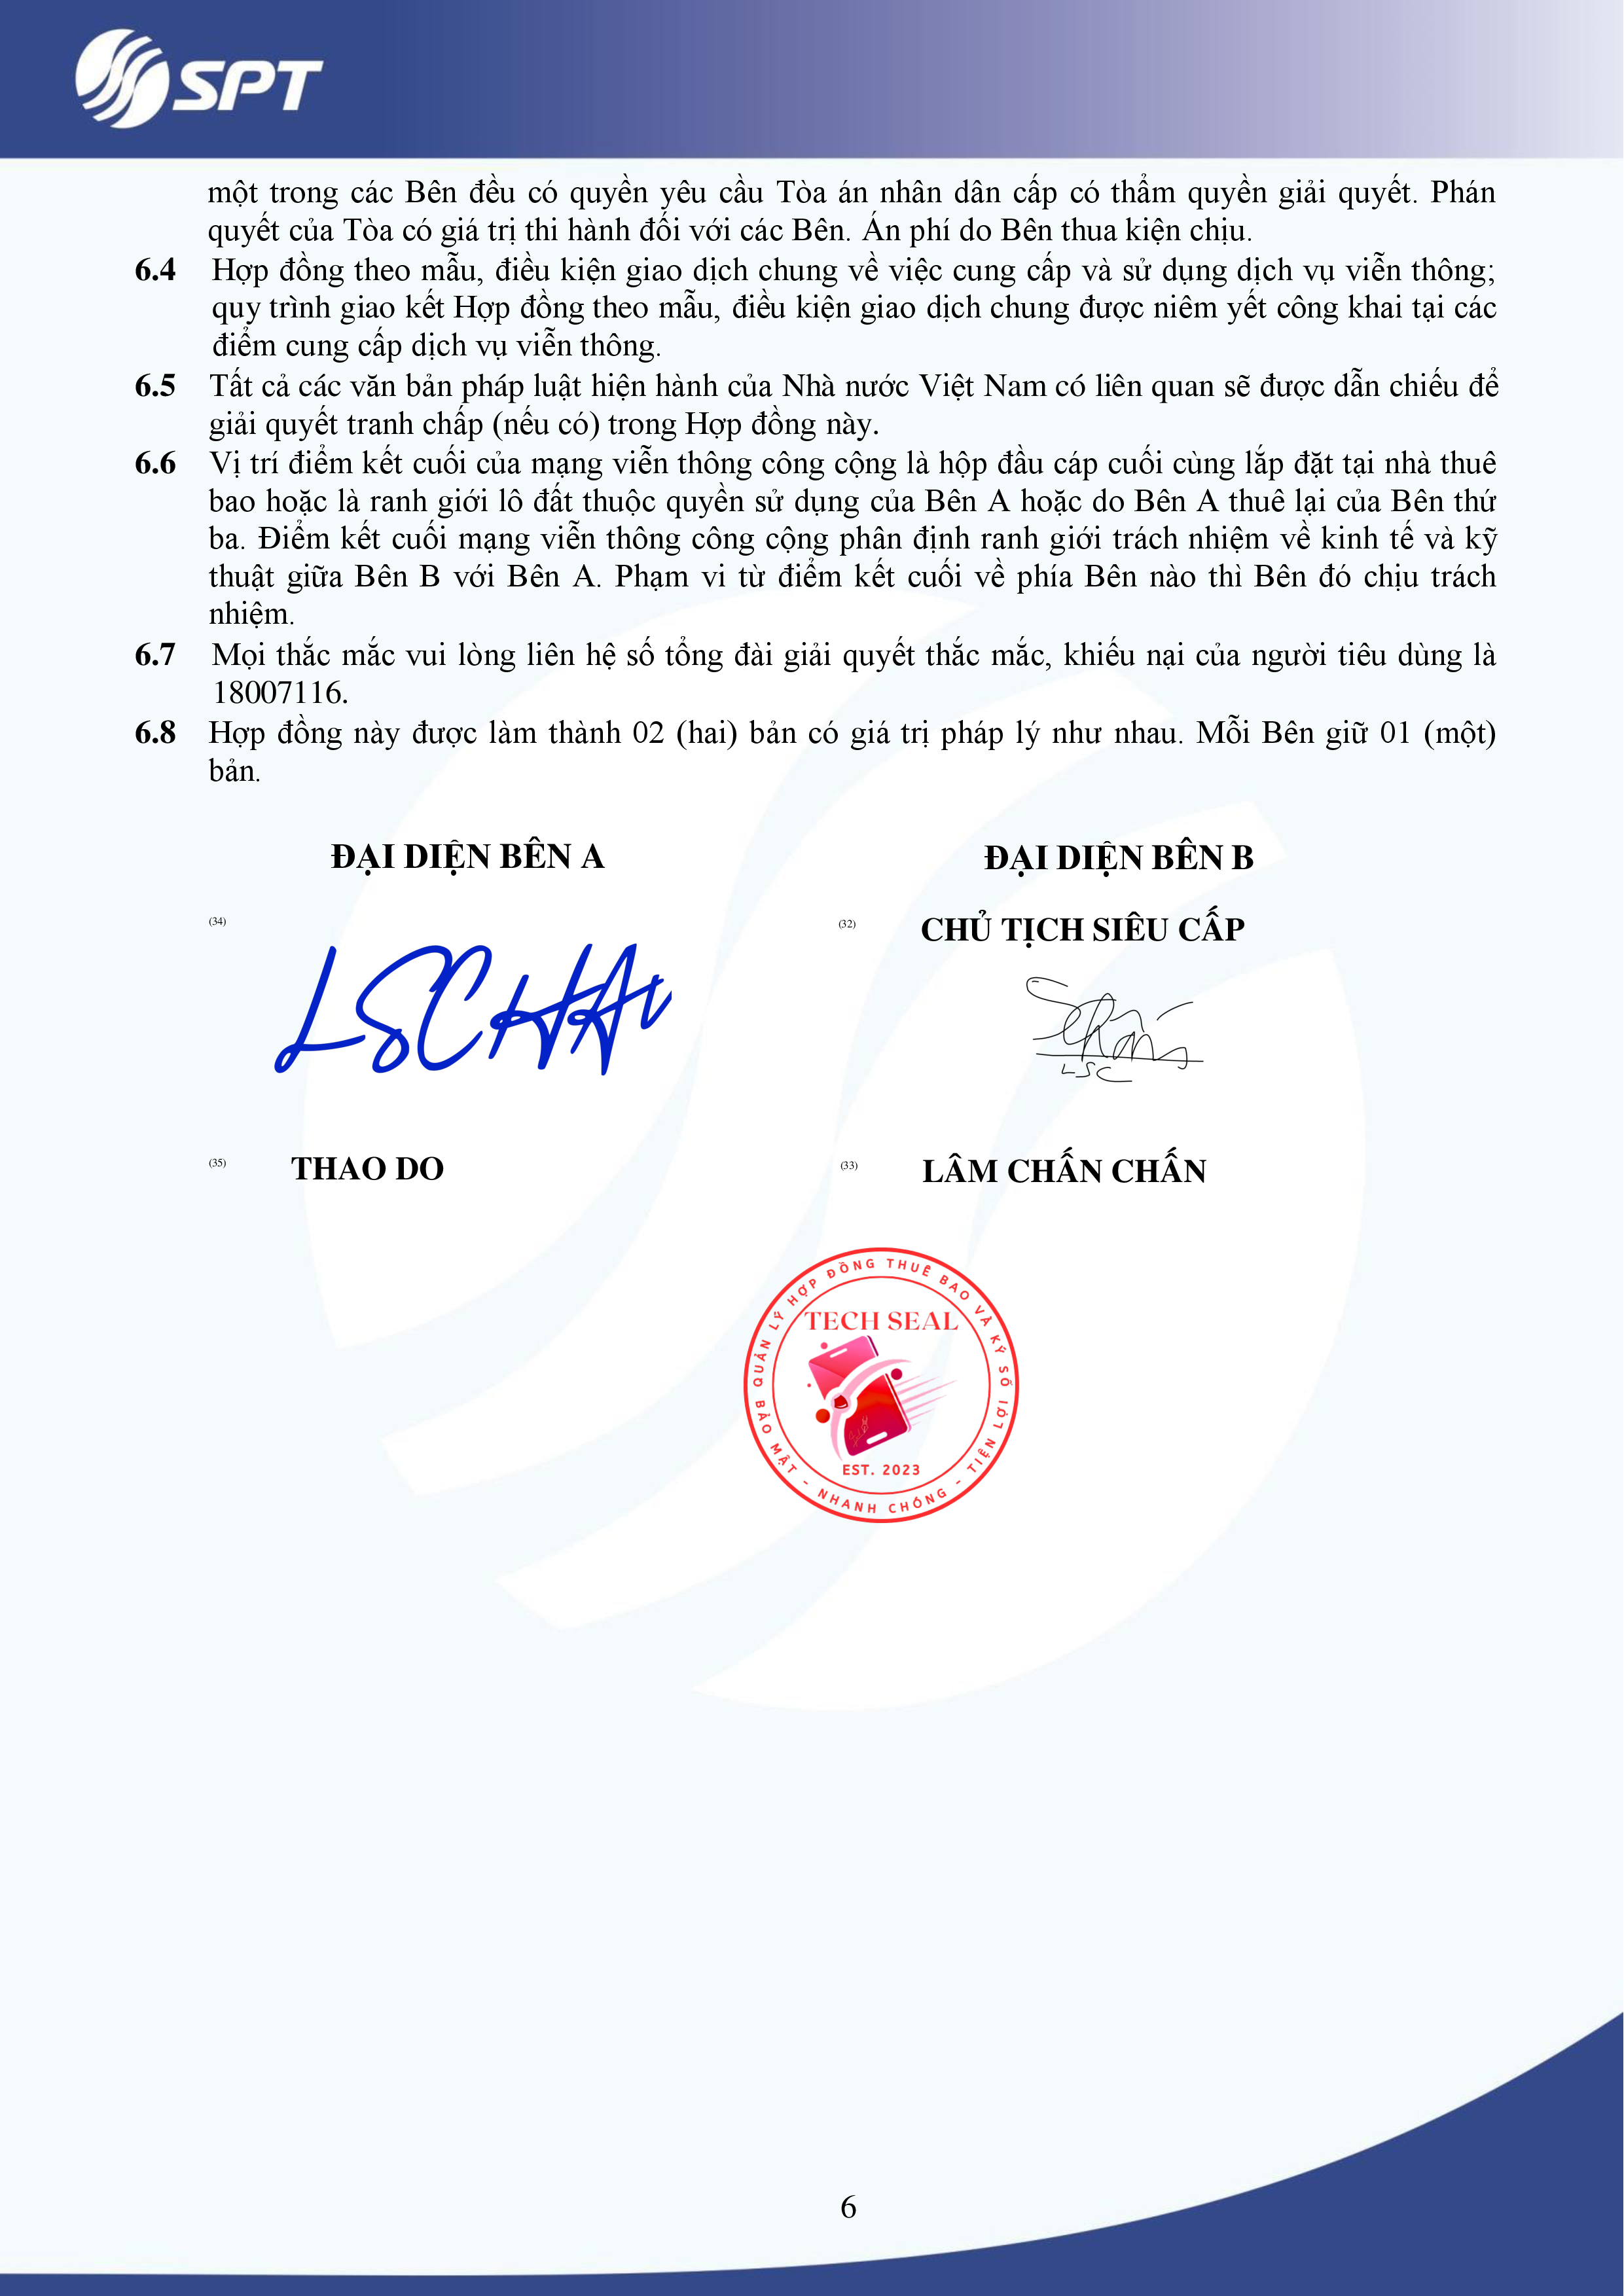 SPT
một trong các Bên đều có quyền yêu cầu Tòa án nhân dân cấp có thẩm quyền giải quyết. Phán
quyết của Tòa có giá trị thi hành đối với các Bên. Án phí do Bên thua kiện chịu.
6.4 Hợp đồng theo mẫu, điều kiện giao dịch chung về việc cung cấp và sử dụng dịch vụ viễn thông;
quy trình giao kết Hợp đồng theo mẫu, điều kiện giao dịch chung được niêm yết công khai tại các
điểm cung cấp dịch vụ viễn thông.
6.5 Tất cả các văn bản pháp luật hiện hành của Nhà nước Việt Nam có liên quan sẽ được dẫn chiếu để
giải quyết tranh chấp (nếu có) trong Hợp đồng này.
6.6 Vị trí điểm kết cuối của mạng viễn thông công cộng là hộp đầu cáp cuối cùng lắp đặt tại nhà thuê
bao hoặc là ranh giới lô đất thuộc quyền sử dụng của Bên A hoặc do Bên A thuê lại của Bên thứ
ba. Điểm kết cuối mạng viễn thông công cộng phân định ranh giới trách nhiệm về kinh tế và kỹ
thuật giữa Bên B với Bên A. Phạm vi từ điểm kết cuối về phía Bên nào thì Bên đó chịu trách
nhiệm.
6.7 Mọi thắc mắc vui lòng liên hệ số tổng đài giải quyết thắc mắc, khiếu nại của người tiêu dùng là
18007116.
6.8 Hợp đồng này được làm thành 02 (hai) bản có giá trị pháp lý như nhau. Mỗi Bên giữ 01 (một)
bản.
ĐẠI DIỆN BÊN A
ĐẠI DIỆN BÊN B
(34)
(32) CHỦ TỊCH SIÊU CẤP
LSC
(35) THAO DO
(33) LÂM CHẤN CHẤN
QUẢN LÝ HỢP ĐỒNG THUÊ BAO VÀ KÝ SỐ
TECH SEAL
EST. 2023
BẢO MẬT - NHANH CHÓNG - TIỆN LỢI
6